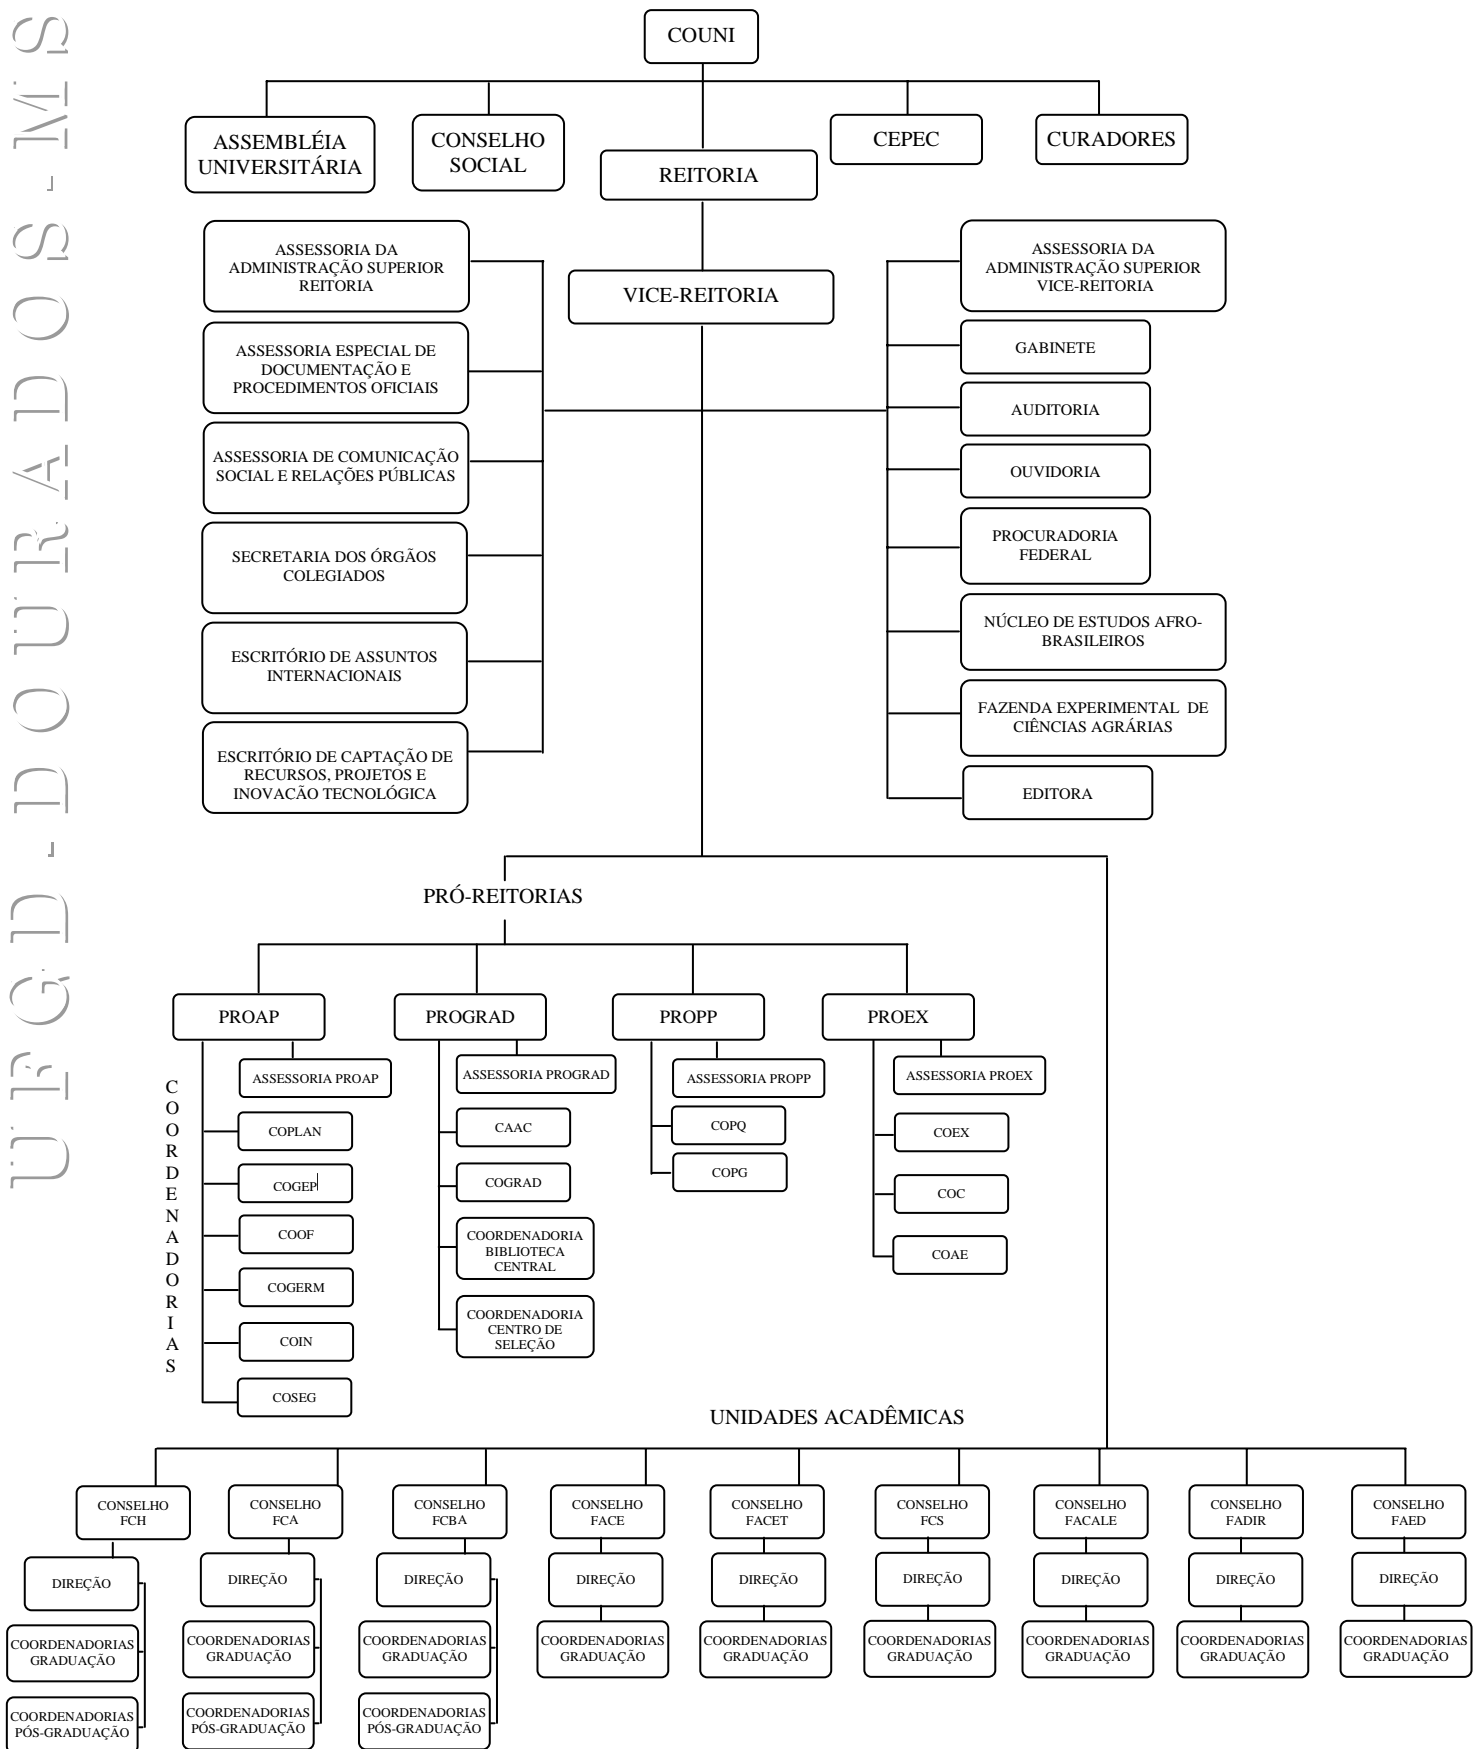 UFGD - DOURADOS - MS
COUNI
ASSEMBLÉIA
UNIVERSITÁRIA
CONSELHO
SOCIAL
REITORIA
CEPEC
CURADORES
VICE-REITORIA
ASSESSORIA DA
ADMINISTRAÇÃO SUPERIOR
REITORIA
ASSESSORIA ESPECIAL DE
DOCUMENTAÇÃO E
PROCEDIMENTOS OFICIAIS
ASSESSORIA DE COMUNICAÇÃO
SOCIAL E RELAÇÕES PÚBLICAS
SECRETARIA DOS ÓRGÃOS
COLEGIADOS
ESCRITÓRIO DE ASSUNTOS
INTERNACIONAIS
ESCRITÓRIO DE CAPTAÇÃO DE
RECURSOS, PROJETOS E
INOVAÇÃO TECNOLÓGICA
ASSESSORIA DA
ADMINISTRAÇÃO SUPERIOR
VICE-REITORIA
GABINETE
AUDITORIA
OUVIDORIA
PROCURADORIA
FEDERAL
NÚCLEO DE ESTUDOS AFRO-
BRASILEIROS
FAZENDA EXPERIMENTAL DE
CIÊNCIAS AGRÁRIAS
EDITORA
PRÓ-REITORIAS
COORDENADORIAS
PROAP
ASSESSORIA PROAP
COPLAN
COGEP
COOF
COGERM
COIN
COSEG
PROGRAD
ASSESSORIA PROGRAD
CAAC
COGRAD
COORDENADORIA
BIBLIOTECA
CENTRAL
COORDENADORIA
CENTRO DE
SELEÇÃO
PROPP
ASSESSORIA PROPP
COPQ
COPG
PROEX
ASSESSORIA PROEX
COEX
COC
COAE
UNIDADES ACADÊMICAS
CONSELHO
FCH
DIREÇÃO
COORDENADORIAS
GRADUAÇÃO
COORDENADORIAS
PÓS-GRADUAÇÃO
CONSELHO
FCA
DIREÇÃO
COORDENADORIAS
GRADUAÇÃO
COORDENADORIAS
PÓS-GRADUAÇÃO
CONSELHO
FCBA
DIREÇÃO
COORDENADORIAS
GRADUAÇÃO
COORDENADORIAS
PÓS-GRADUAÇÃO
CONSELHO
FACE
DIREÇÃO
COORDENADORIAS
GRADUAÇÃO
CONSELHO
FACET
DIREÇÃO
COORDENADORIAS
GRADUAÇÃO
CONSELHO
FCS
DIREÇÃO
COORDENADORIAS
GRADUAÇÃO
CONSELHO
FACALE
DIREÇÃO
COORDENADORIAS
GRADUAÇÃO
CONSELHO
FADIR
DIREÇÃO
COORDENADORIAS
GRADUAÇÃO
CONSELHO
FAED
DIREÇÃO
COORDENADORIAS
GRADUAÇÃO